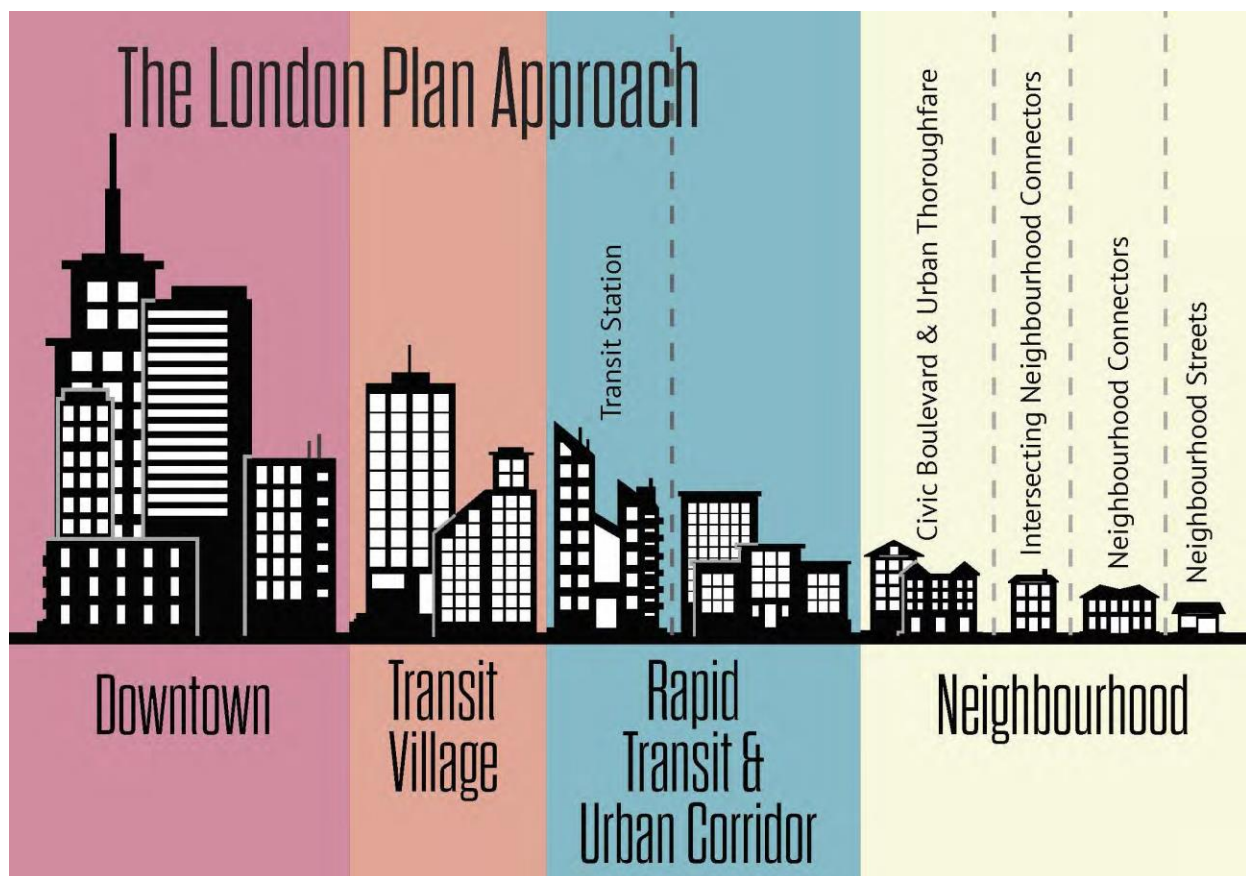 The London Plan Approach
Transit Station
Civic Boulevard & Urban Thoroughfare
Intersecting Neighbourhood Connectors
Neighbourhood Connectors
Neighbourhood Streets
Downtown
Transit
Village
Rapid
Transit &
Urban Corridor
Neighbourhood